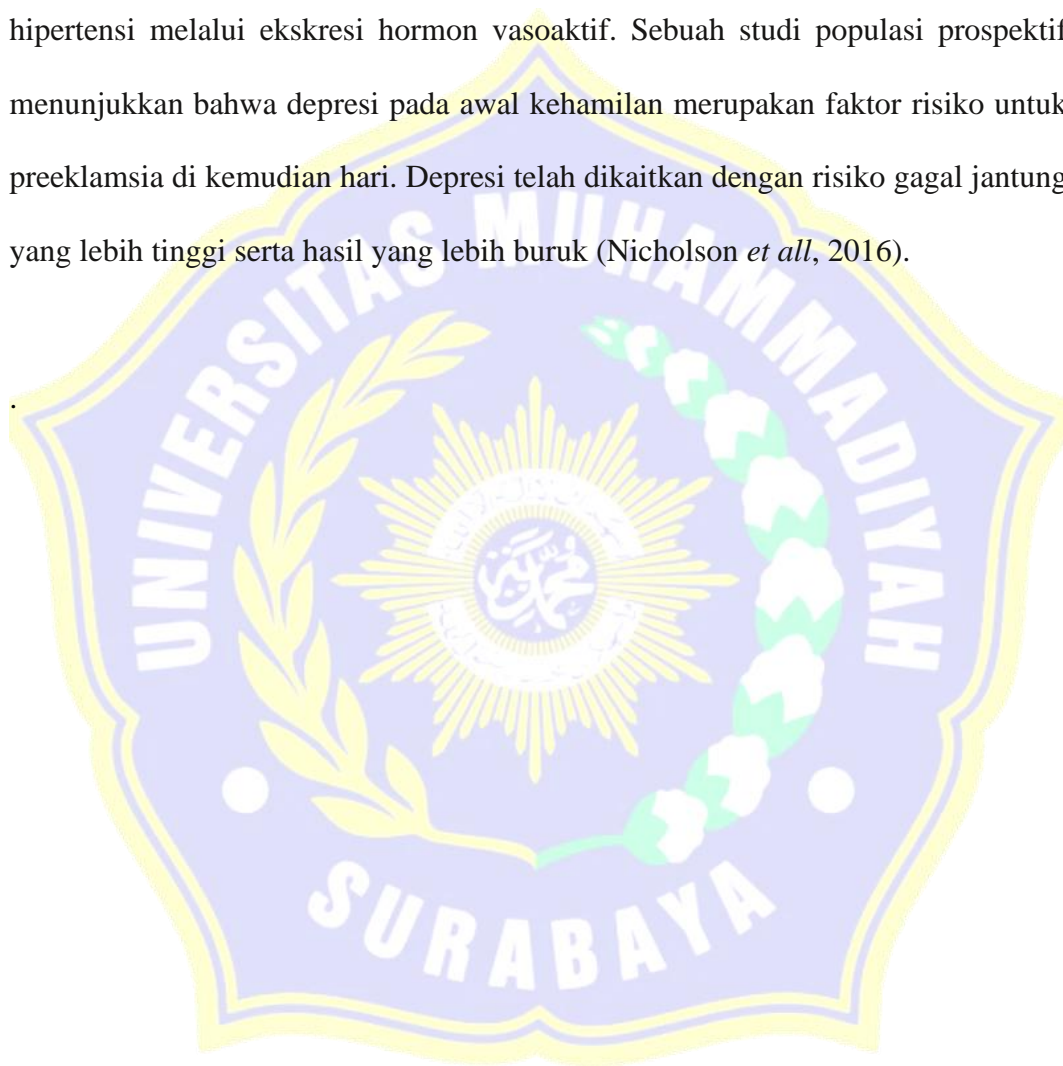 hipertensi melalui ekskresi hormon vasoaktif. Sebuah studi populasi prospektif
menunjukkan bahwa depresi pada awal kehamilan merupakan faktor risiko untuk
preeklamsia di kemudian hari. Depresi telah dikaitkan dengan risiko gagal jantung
yang lebih tinggi serta hasil yang lebih buruk (Nicholson et all, 2016).
.
UNIVERSITAS MUHAMMADIYAH
SURABAYA